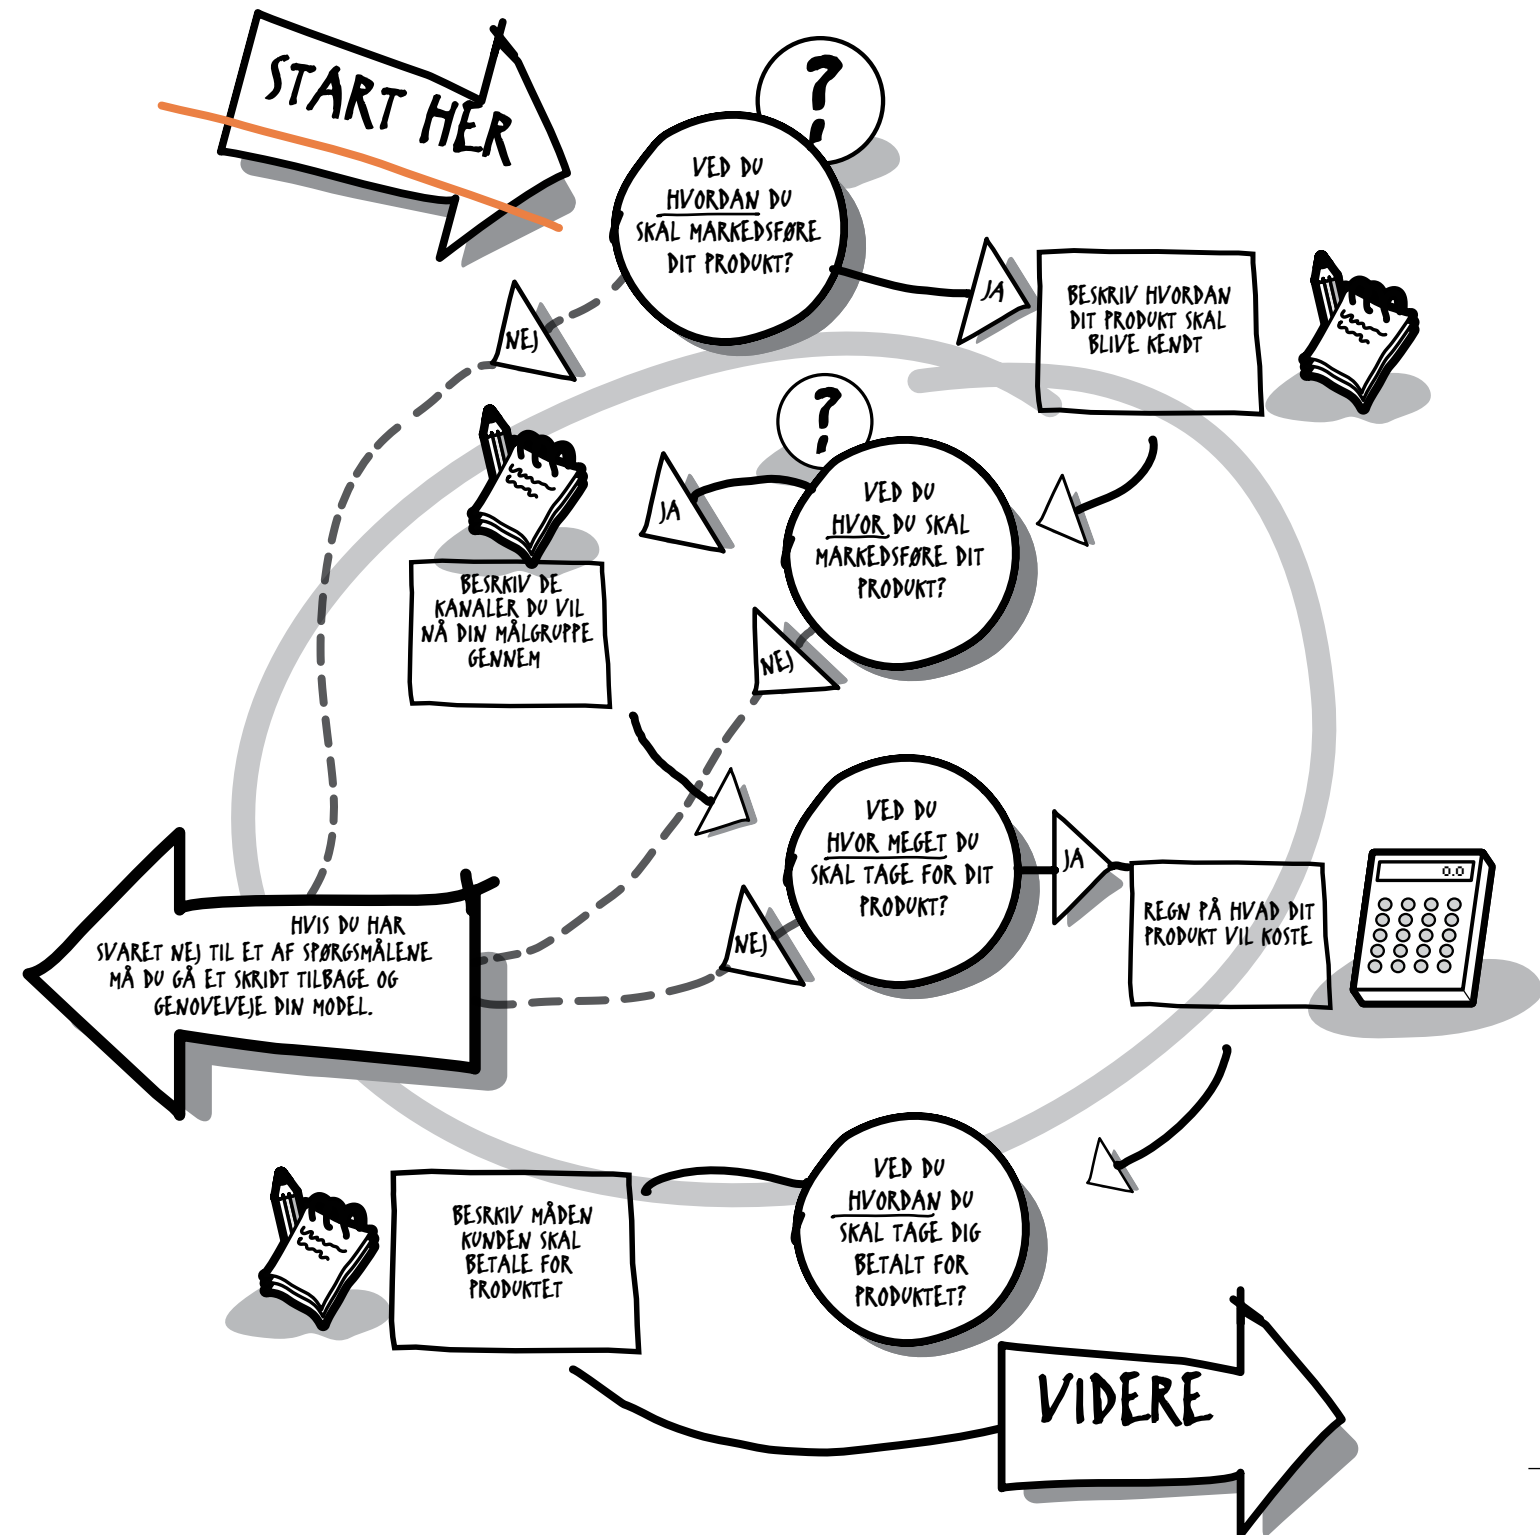 START HER
?
VED DU
HVORDAN DU
SKAL MARKEDSFØRE
DIT PRODUKT?
NEJ
JA
BESKRIV HVORDAN
DIT PRODUKT SKAL
BLIVE KENDT
?
VED DU
HVOR DU SKAL
MARKEDSFØRE DIT
PRODUKT?
JA
NEJ
BESRKIV DE
KANALER DU VIL
NÅ DIN MÅLGRUPPE
GENNEM
VED DU
HVOR MEGET DU
SKAL TAGE FOR DIT
PRODUKT?
JA
NEJ
REGN PÅ HVAD DIT
PRODUKT VIL KOSTE
0.0
HVIS DU HAR
SVARET NEJ TIL ET AF SPØRGSMÅLENE
MÅ DU GÅ ET SKRIDT TILBAGE OG
GENOVEVEJE DIN MODEL.
VED DU
HVORDAN DU
SKAL TAGE DIG
BETALT FOR
PRODUKTET?
BESRKIV MÅDEN
KUNDEN SKAL
BETALE FOR
PRODUKTET
VIDERE